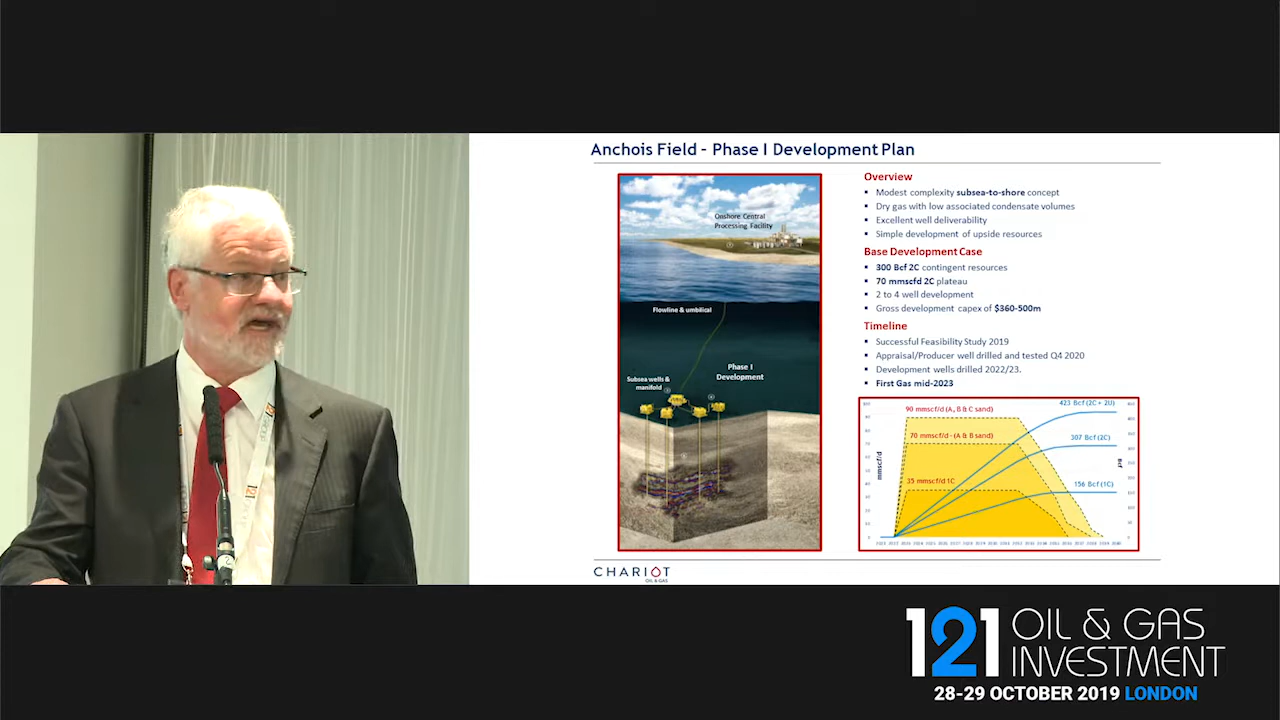 Anchois Field - Phase I Development Plan
Onshore Central
Processing Facility
Flowline & umbilical
Phase I
Development
Subsea wells &
manifold
Overview
Modest complexity subsea-to-shore concept
Dry gas with low associated condensate volumes
Excellent well deliverability
Simple development of upside resources
Base Development Case
300 Bcf 2C contingent resources
70 mmscfd 2C plateau
2 to 4 well development
Gross development capex of $360-500m
Timeline
Successful Feasibility Study 2019
Appraisal/Producer well drilled and tested Q4 2020
Development wells drilled 2022/23.
First Gas mid-2023
423 Bcf (2C + 2U)
90 mmscf/d (A, B & C sand)
70 mmscf/d - (A & B sand)
307 Bcf (2C)
35 mmscf/d 1C
156 Bcf (1C)
mmscf/d
Bcf
CHARIOT
OIL & GAS
121 OIL & GAS
INVESTMENT
28-29 OCTOBER 2019 LONDON